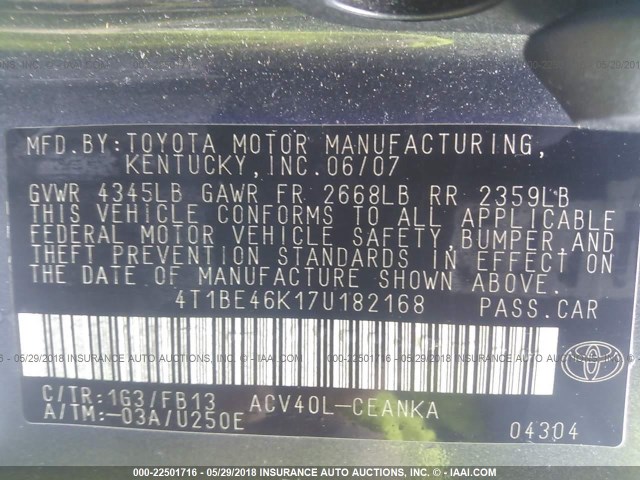 MFD.BY:TOYOTA MOTOR MANUFACTURING,
KENTUCKY,INC.06/07
GVWR 4345LB GAWR FR 2668LB RR 2359LB
THIS VEHICLE CONFORMS TO ALL APPLICABLE
FEDERAL MOTOR VEHICLE SAFETY,BUMPER,AND
THEFT PREVENTION STANDARDS IN EFFECT ON
THE DATE OF MANUFACTURE SHOWN ABOVE.
4T1BE46K17U182168 PASS.CAR
C/TR:1G3/FB13 ACV40L-CEANKA
A/TM:-03A/U250E 04304
000-22501716 - 05/29/2018 INSURANCE AUTO AUCTIONS, INC. - IAAI.COM